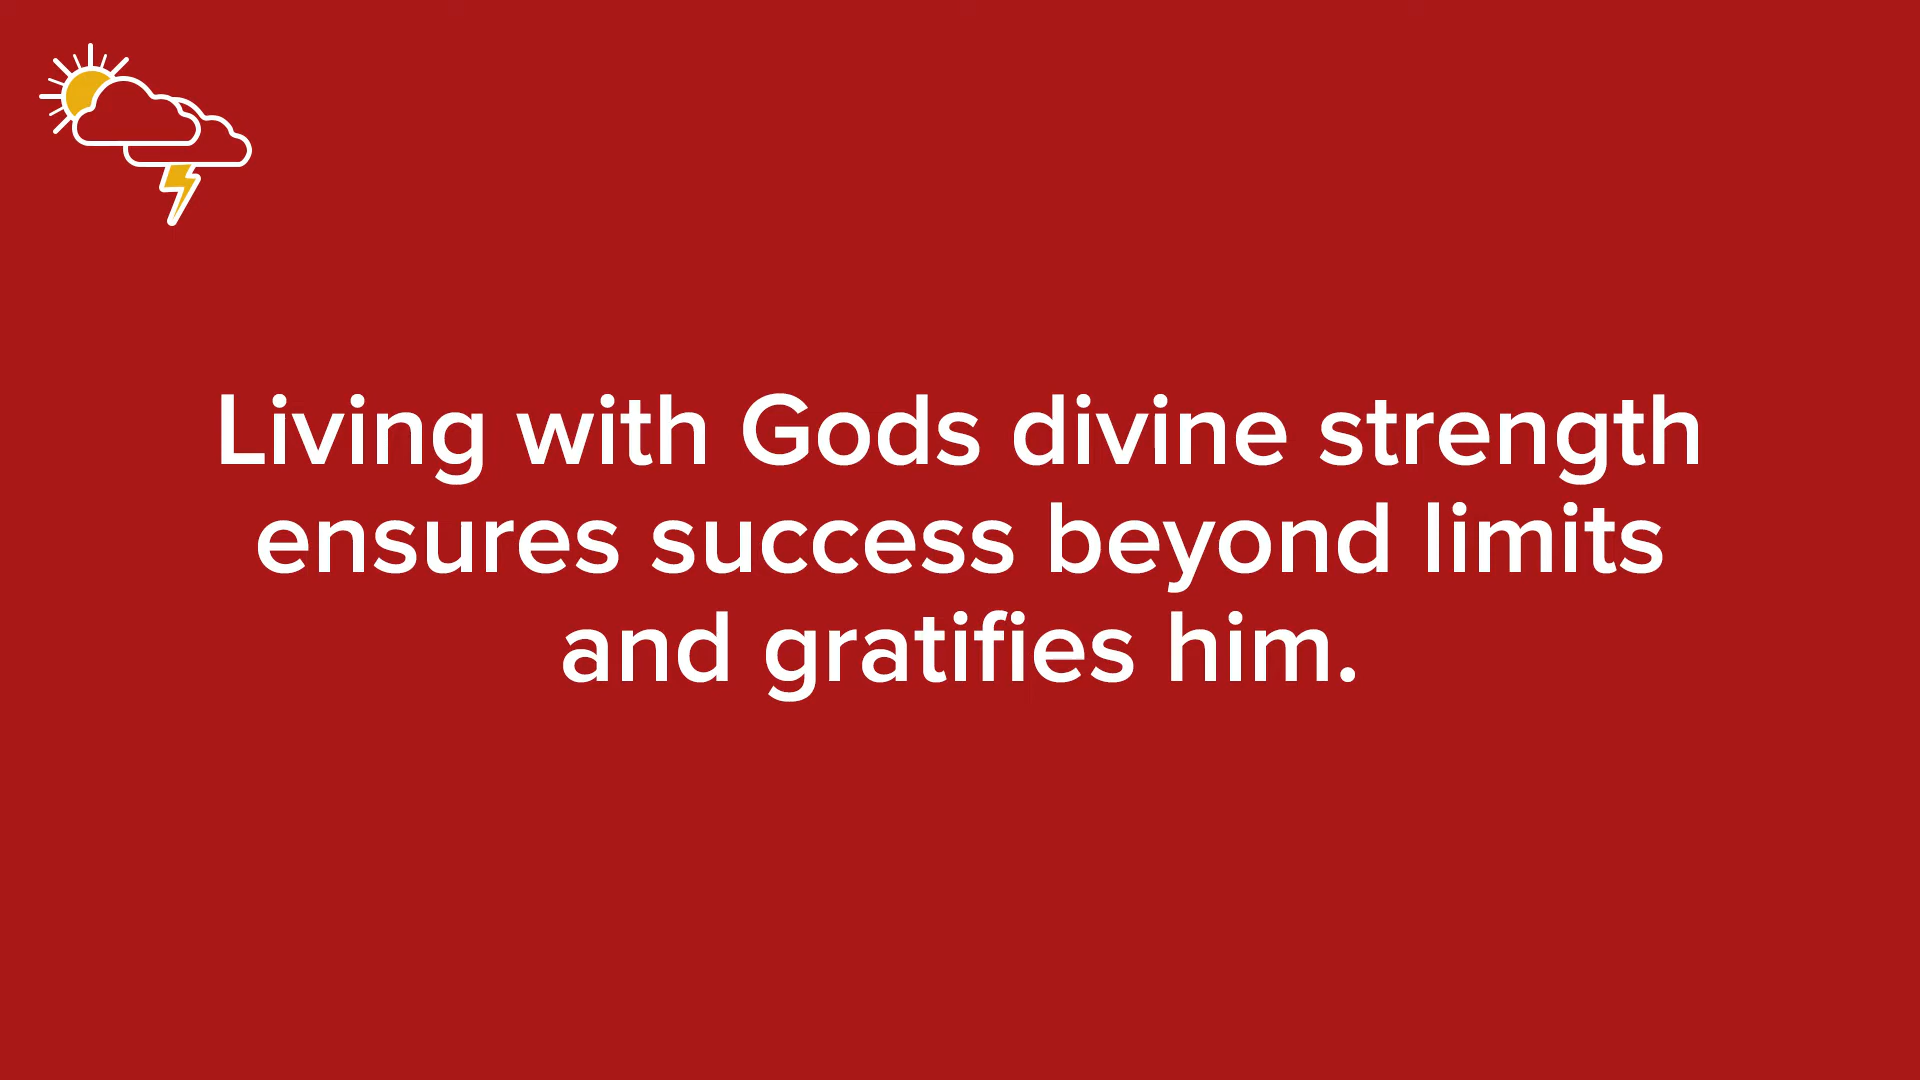 Living with Gods divine strength
ensures success beyond limits
and gratifies him.